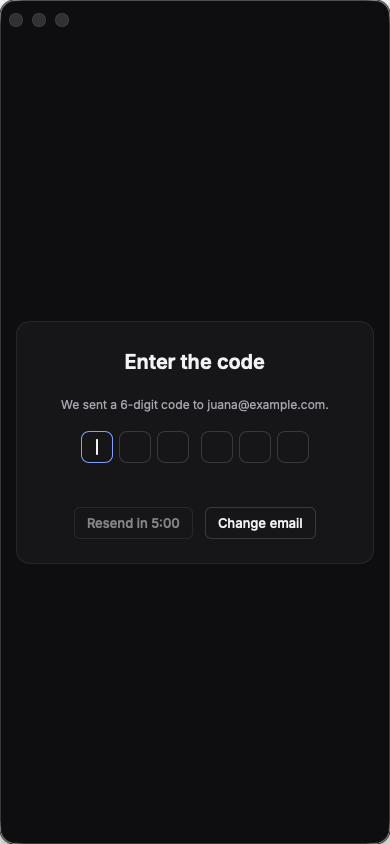 Enter the code
We sent a 6-digit code to juana@example.com.
Resend in 5:00
Change email